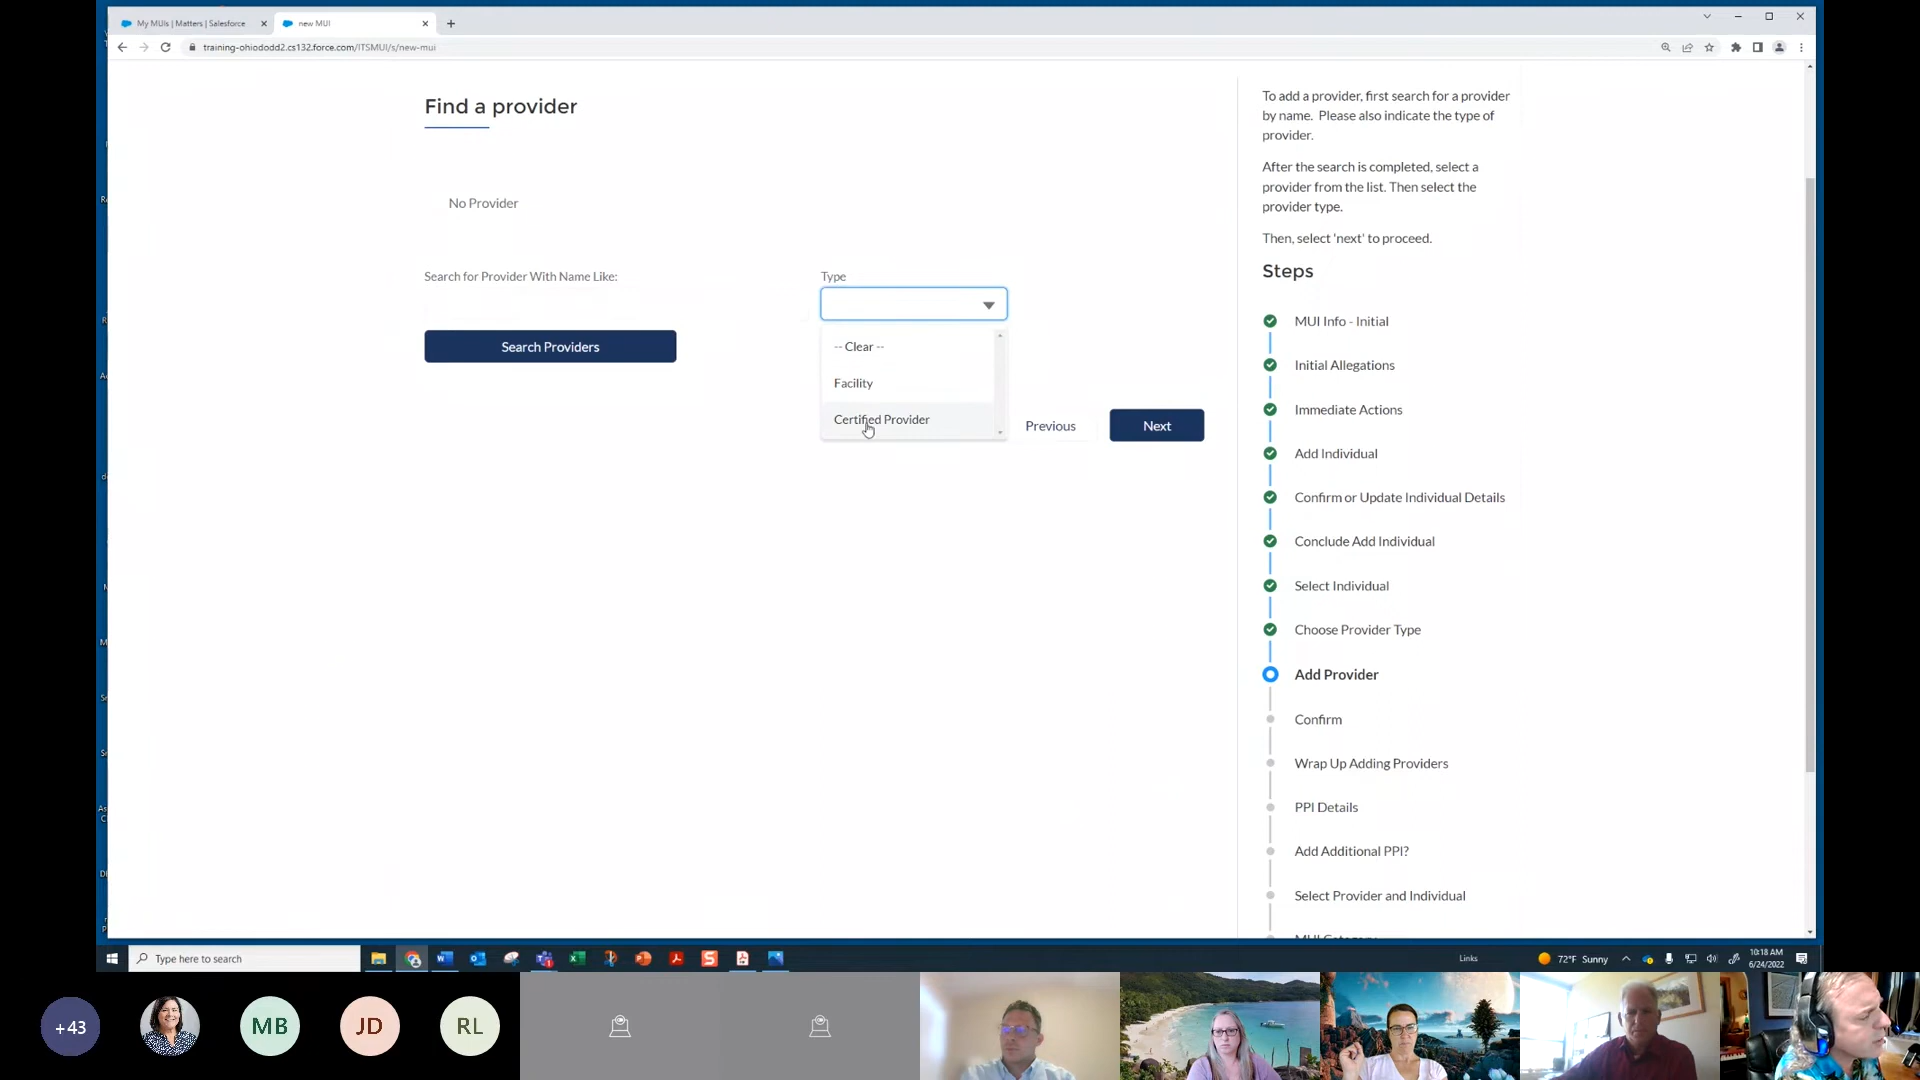 My MUIs | Matters | Salesforce
new MUI
training-ohiododd2.cs132.force.com/ITSMUI/s/new-mui
Find a provider
No Provider
Search for Provider With Name Like:
Type
Search Providers
-- Clear --
Facility
Certified Provider
Previous
Next
To add a provider, first search for a provider
by name. Please also indicate the type of
provider.
After the search is completed, select a
provider from the list. Then select the
provider type.
Then, select 'next' to proceed.
Steps
MUI Info - Initial
Initial Allegations
Immediate Actions
Add Individual
Confirm or Update Individual Details
Conclude Add Individual
Select Individual
Choose Provider Type
Add Provider
Confirm
Wrap Up Adding Providers
PPI Details
Add Additional PPI?
Select Provider and Individual
MUI Category
Type here to search
Links
72°F Sunny
10:18 AM
6/24/2022
+43
MB
JD
RL